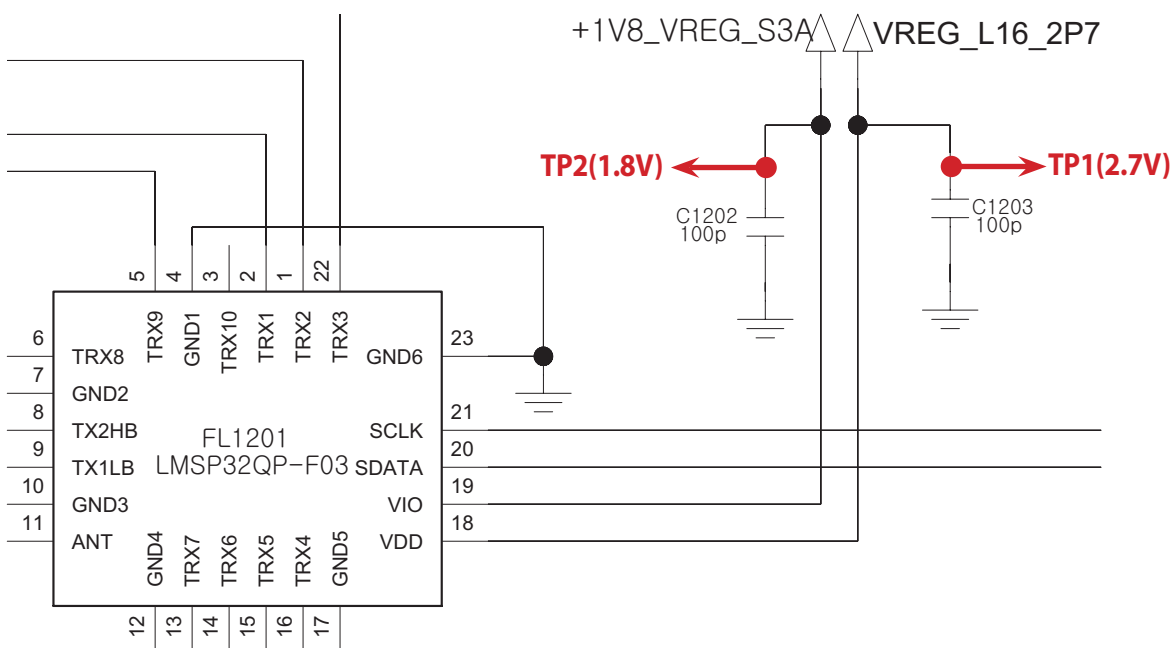 +1V8_VREG_S3A
VREG_L16_2P7
TP2(1.8V)
TP1(2.7V)
C1202
100p
C1203
100p
5
4
3
2
1
22
TRX9
GND1
TRX10
TRX1
TRX2
TRX3
6
TRX8
7
GND2
8
TX2HB
9
TX1LB
10
GND3
11
ANT
FL1201
LMSP32QP-F03
23
GND6
21
SCLK
20
SDATA
19
VIO
18
VDD
GND4
TRX7
TRX6
TRX5
TRX4
GND5
12
13
14
15
16
17